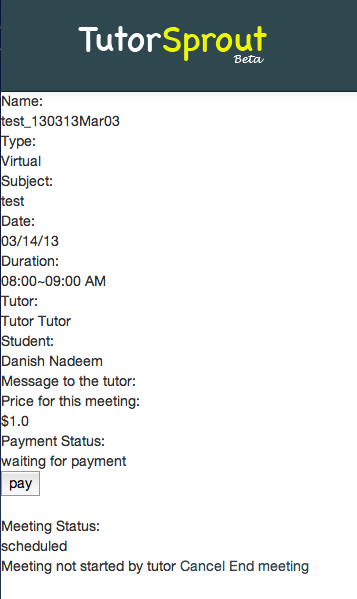 TutorSprout
Beta
Name:
test_130313Mar03
Type:
Virtual
Subject:
test
Date:
03/14/13
Duration:
08:00~09:00 AM
Tutor:
Tutor Tutor
Student:
Danish Nadeem
Message to the tutor:
Price for this meeting:
$1.0
Payment Status:
waiting for payment
pay
Meeting Status:
scheduled
Meeting not started by tutor Cancel End meeting